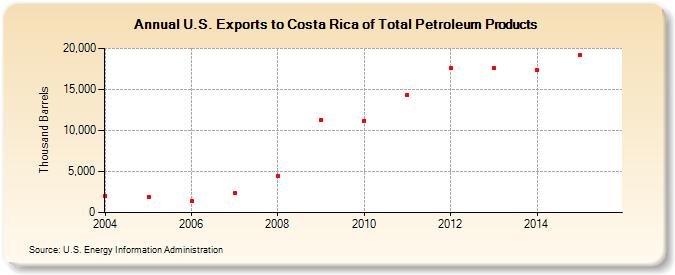 Annual U.S. Exports to Costa Rica of Total Petroleum Products
Thousand Barrels
20,000
15,000
10,000
5,000
0
2004 2006 2008 2010 2012 2014
Source: U.S. Energy Information Administration